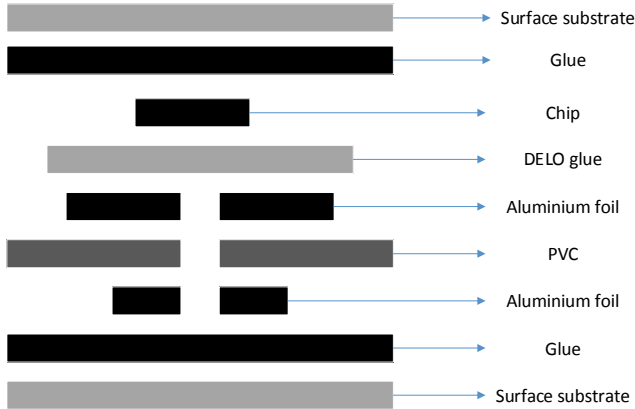 Surface substrate
Glue
Chip
DELO glue
Aluminium foil
PVC
Aluminium foil
Glue
Surface substrate